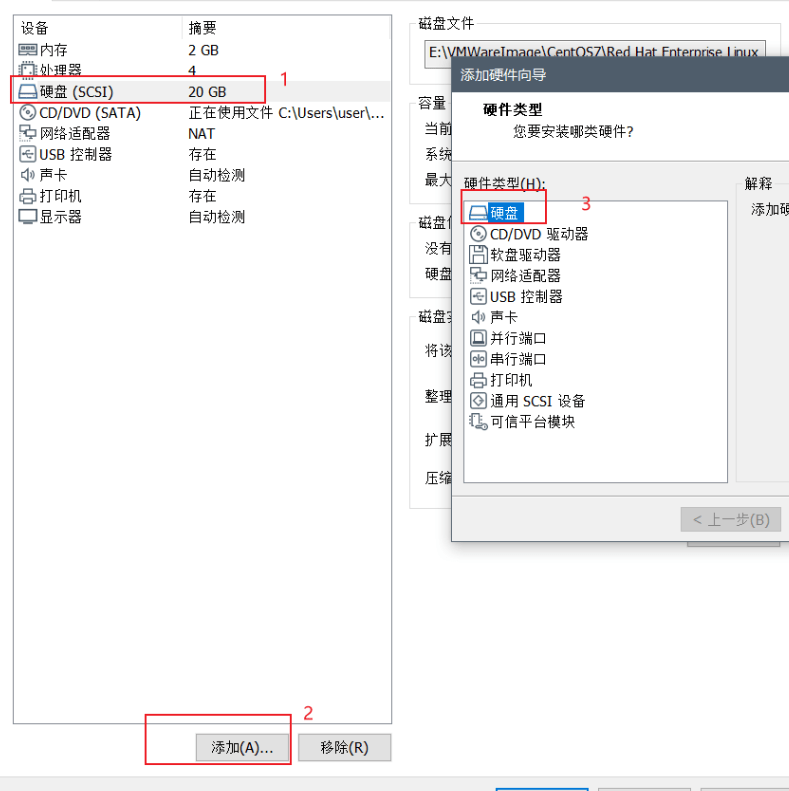 设备 摘要
内存 2 GB
处理器 4
硬盘 (SCSI) 20 GB
CD/DVD (SATA) 正在使用文件 C:\Users\user\...
网络适配器 NAT
USB 控制器 存在
声卡 自动检测
打印机 存在
显示器 自动检测
1
2
添加(A)...
移除(R)
磁盘文件
E:\VMWareImage\CentOS7\Red Hat Enterprise Linux
容量
当前
系统
最大
磁盘
没有
硬盘
磁盘
将该
整理
扩展
压缩
添加硬件向导
硬件类型
您要安装哪类硬件?
硬件类型(H):
3
硬盘
CD/DVD 驱动器
软盘驱动器
网络适配器
USB 控制器
声卡
并行端口
串行端口
打印机
通用 SCSI 设备
可信平台模块
解释
添加硬
< 上一步(B)